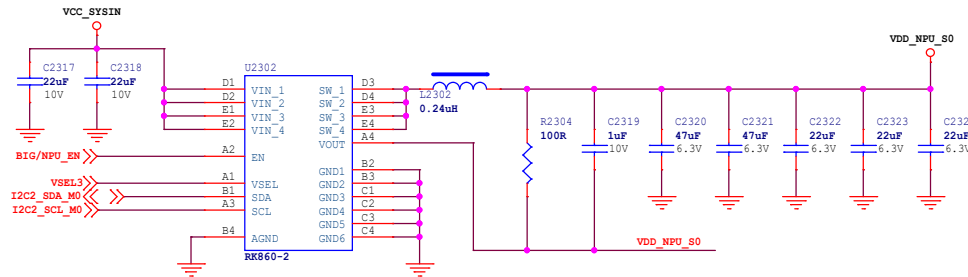 VCC_SYSIN
VDD_NPU_S0
C2317
22uF
10V
C2318
22uF
10V
U2302
D1 VIN_1
D2 VIN_2
E1 VIN_3
E2 VIN_4
A2 EN
A1 VSEL
B1 SDA
A3 SCL
B4 AGND
SW_1 D3
SW_2 D4
SW_3 E3
SW_4 E4
VOUT A4
GND1 B2
GND2 B3
GND3 C1
GND4 C2
GND5 C3
GND6 C4
RK860-2
BIG/NPU_EN
VSEL3
I2C2_SDA_M0
I2C2_SCL_M0
L2302
0.24uH
R2304
100R
C2319
1uF
10V
C2320
47uF
6.3V
C2321
47uF
6.3V
C2322
22uF
6.3V
C2323
22uF
6.3V
22uF
6.3V
VDD_NPU_S0